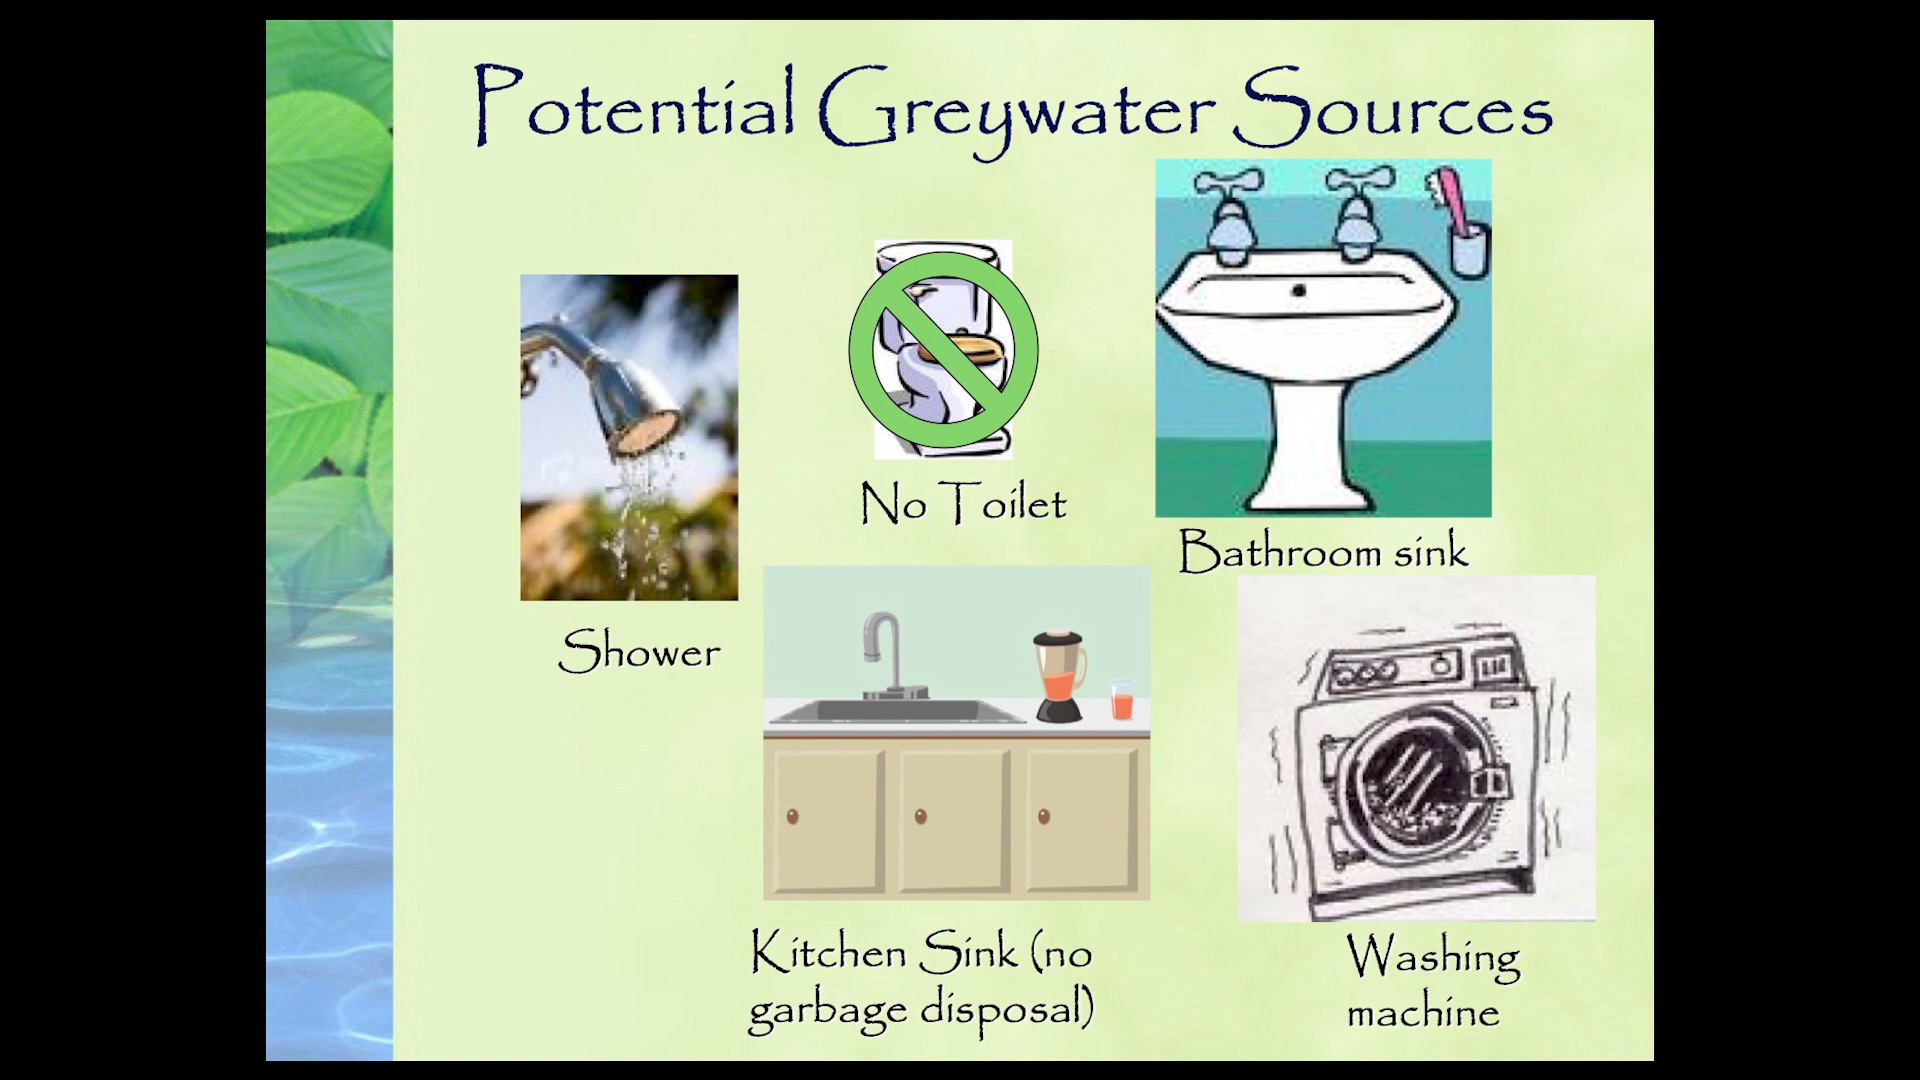 Potential Greywater Sources
No Toilet
Bathroom sink
Shower
Kitchen Sink (no
garbage disposal)
Washing
machine